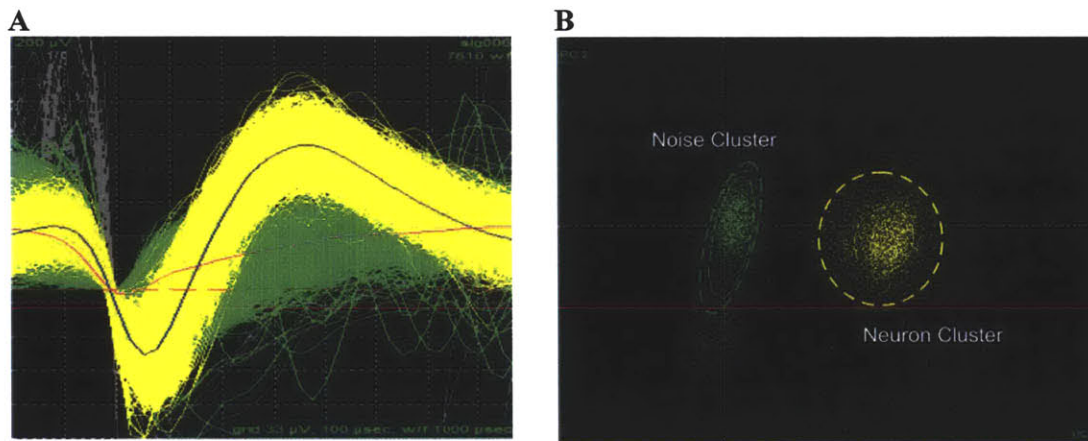 A
B
200 µV
sig006
7610 w/f
Noise Cluster
Neuron Cluster
grid 33 µV, 100 µsec, w/f 1000 µsec